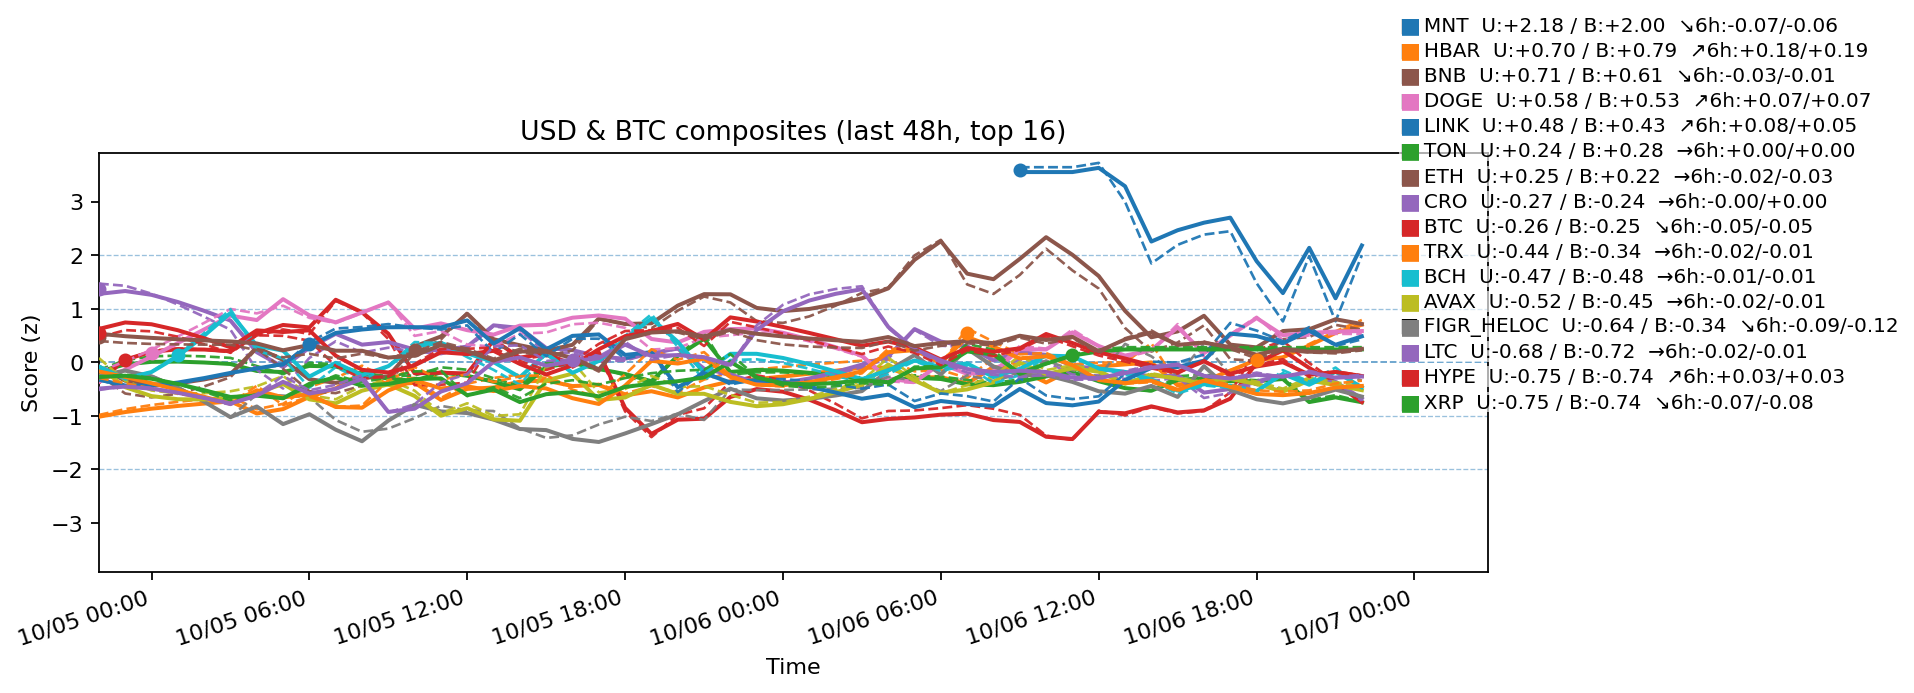 MNT U:+2.18 / B:+2.00 ↘6h:-0.07/-0.06
HBAR U:+0.70 / B:+0.79 ↗6h:+0.18/+0.19
BNB U:+0.71 / B:+0.61 ↘6h:-0.03/-0.01
DOGE U:+0.58 / B:+0.53 ↗6h:+0.07/+0.07
LINK U:+0.48 / B:+0.43 ↗6h:+0.08/+0.05
TON U:+0.24 / B:+0.28 →6h:+0.00/+0.00
ETH U:+0.25 / B:+0.22 →6h:-0.02/-0.03
CRO U:-0.27 / B:-0.24 →6h:-0.00/+0.00
BTC U:-0.26 / B:-0.25 ↘6h:-0.05/-0.05
TRX U:-0.44 / B:-0.34 →6h:-0.02/-0.01
BCH U:-0.47 / B:-0.48 →6h:-0.01/-0.01
AVAX U:-0.52 / B:-0.45 →6h:-0.02/-0.01
FIGR_HELOC U:-0.64 / B:-0.34 ↘6h:-0.09/-0.12
LTC U:-0.68 / B:-0.72 →6h:-0.02/-0.01
HYPE U:-0.75 / B:-0.74 ↗6h:+0.03/+0.03
XRP U:-0.75 / B:-0.74 ↘6h:-0.07/-0.08
USD & BTC composites (last 48h, top 16)
Score (z)
3
2
1
0
−1
−2
−3
10/05 00:00
10/05 06:00
10/05 12:00
10/05 18:00
10/06 00:00
10/06 06:00
10/06 12:00
10/06 18:00
10/07 00:00
Time